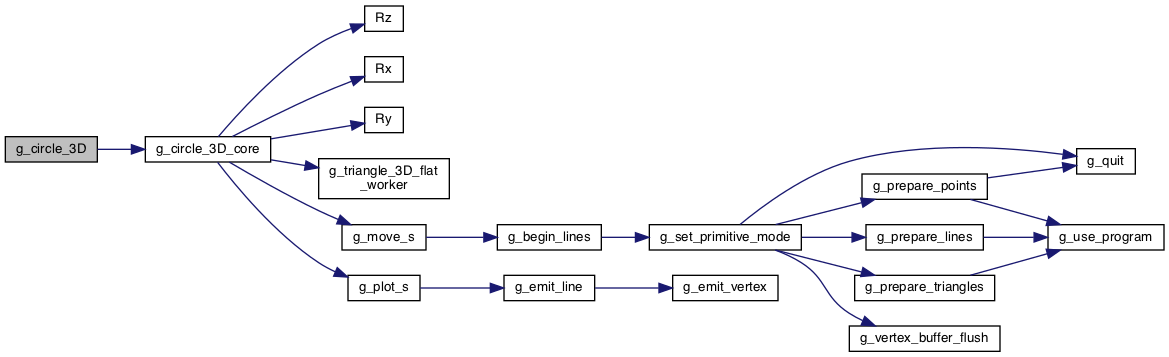 g_circle_3D
g_circle_3D_core
Rz
Rx
Ry
g_triangle_3D_flat
_worker
g_move_s
g_plot_s
g_begin_lines
g_emit_line
g_set_primitive_mode
g_emit_vertex
g_quit
g_prepare_points
g_prepare_lines
g_use_program
g_prepare_triangles
g_vertex_buffer_flush